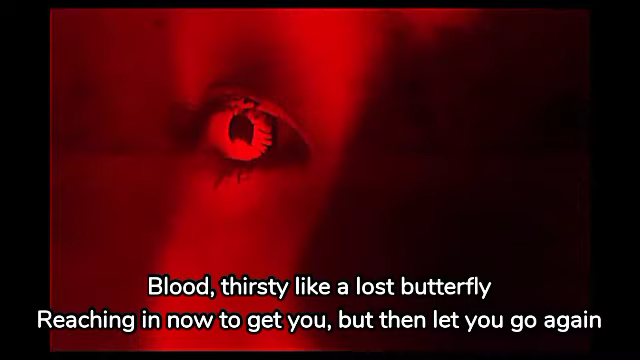 Blood, thirsty like a lost butterfly
Reaching in now to get you, but then let you go again